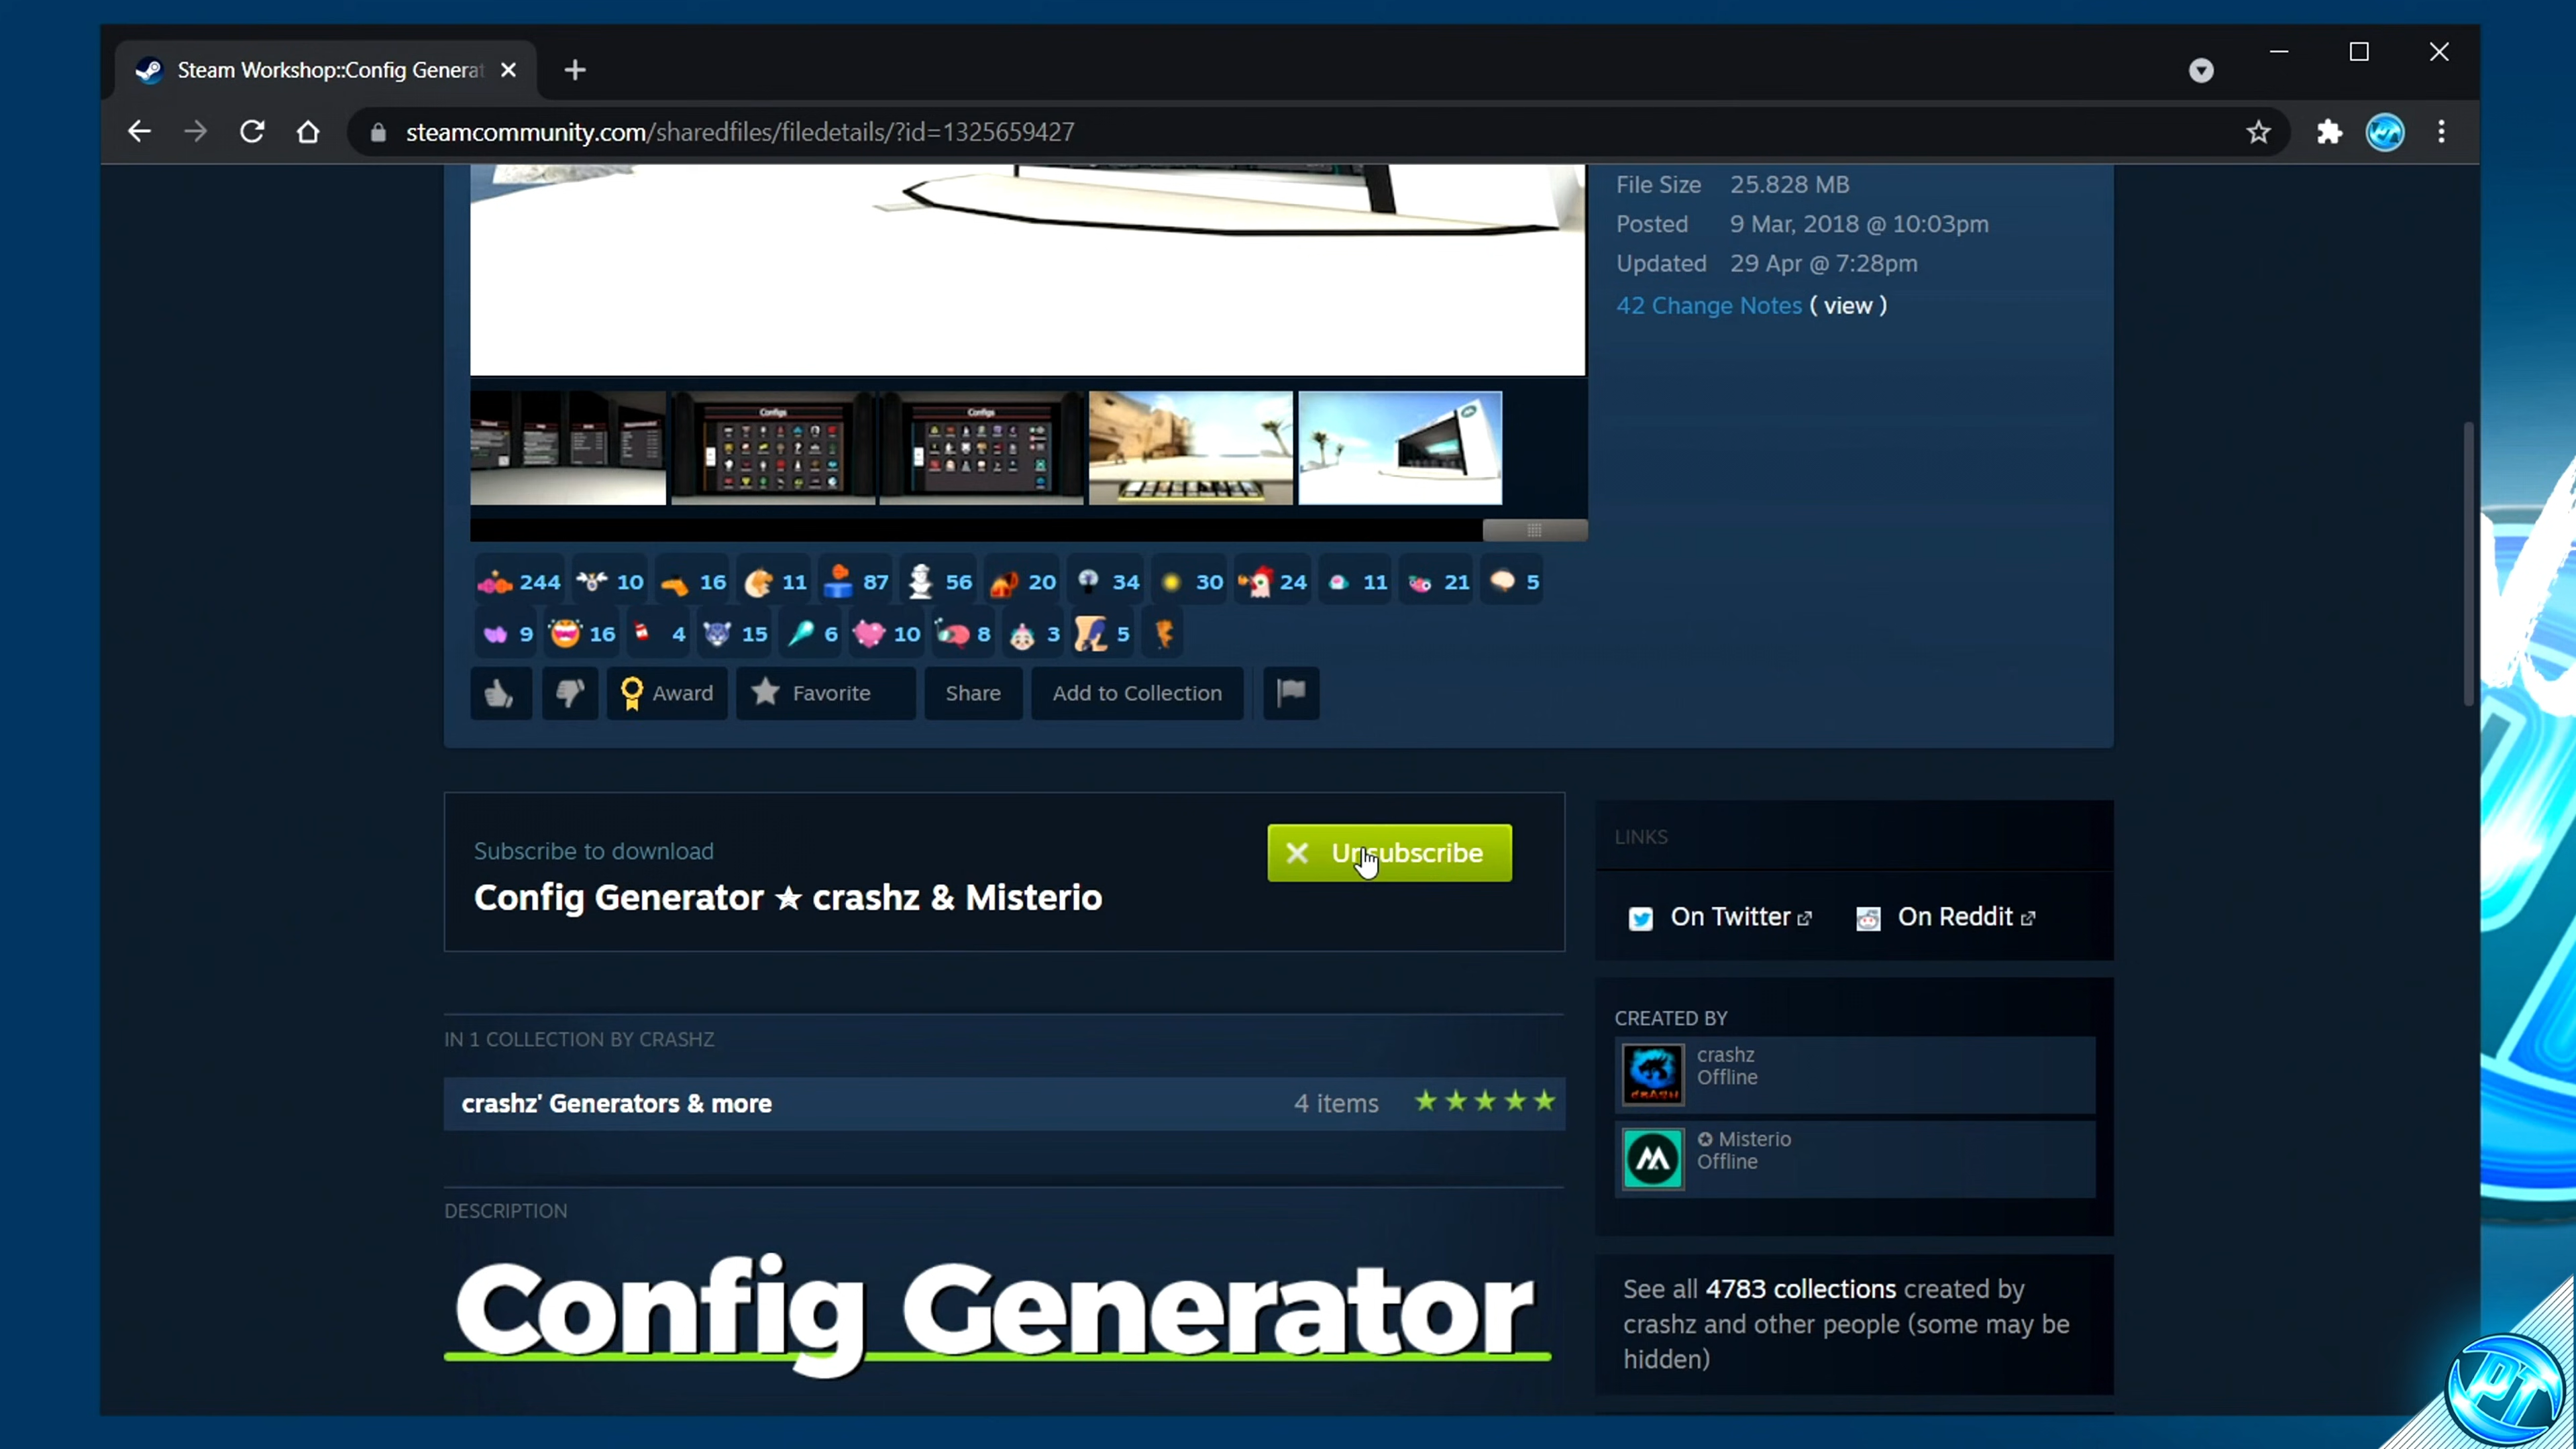 Steam Workshop::Config Generat
steamcommunity.com/sharedfiles/filedetails/?id=1325659427
File Size 25.828 MB
Posted 9 Mar, 2018 @ 10:03pm
Updated 29 Apr @ 7:28pm
42 Change Notes ( view )
Configs Configs
244 10 16 11 87 56 20 34 30 24 11 21 5
9 16 4 15 6 10 8 3 5
Award Favorite Share Add to Collection
Subscribe to download
Config Generator ★ crashz & Misterio
Unsubscribe
IN 1 COLLECTION BY CRASHZ
crashz' Generators & more 4 items
DESCRIPTION
Config Generator
LINKS
On Twitter On Reddit
CREATED BY
crashz
Offline
✪ Misterio
Offline
See all 4783 collections created by
crashz and other people (some may be
hidden)
PT